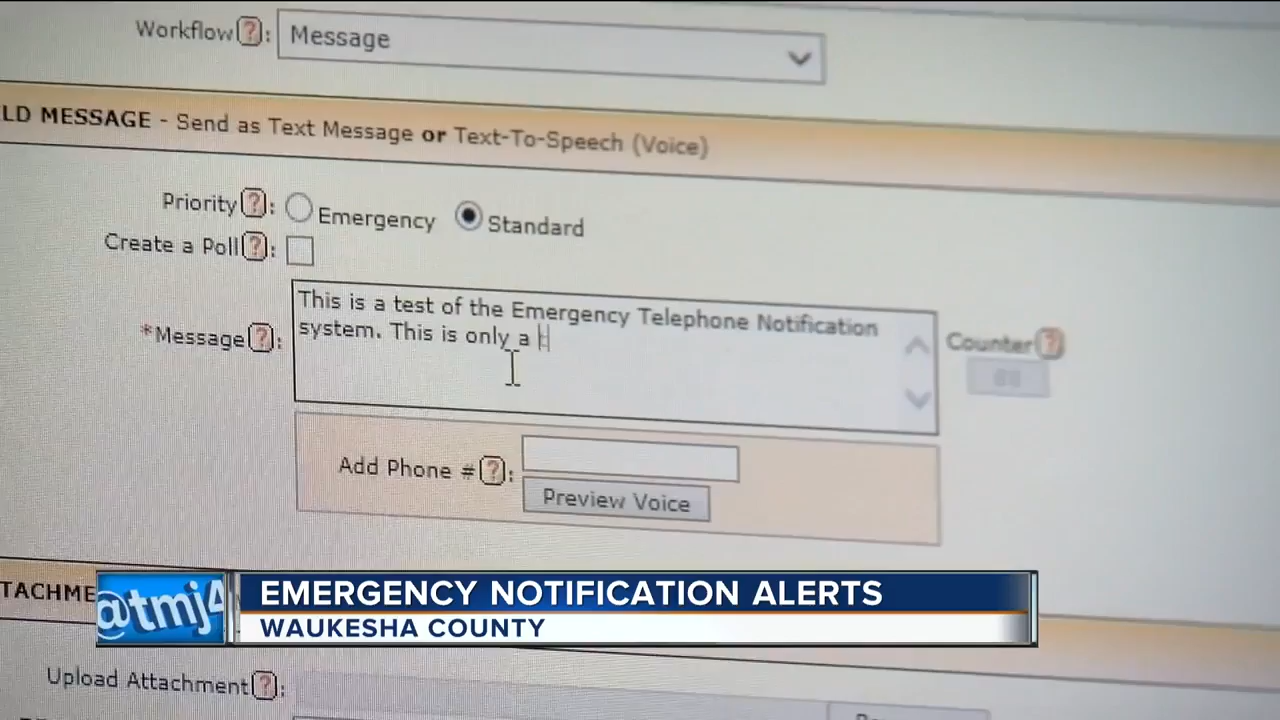 Workflow[?]: Message
LD MESSAGE - Send as Text Message or Text-To-Speech (Voice)
Priority[?]: Emergency Standard
Create a Poll[?]:
*Message[?]: This is a test of the Emergency Telephone Notification
system. This is only a t
Counter[?]
Add Phone #[?]:
Preview Voice
TACHME
@tmj4
EMERGENCY NOTIFICATION ALERTS
WAUKESHA COUNTY
Upload Attachment[?]: